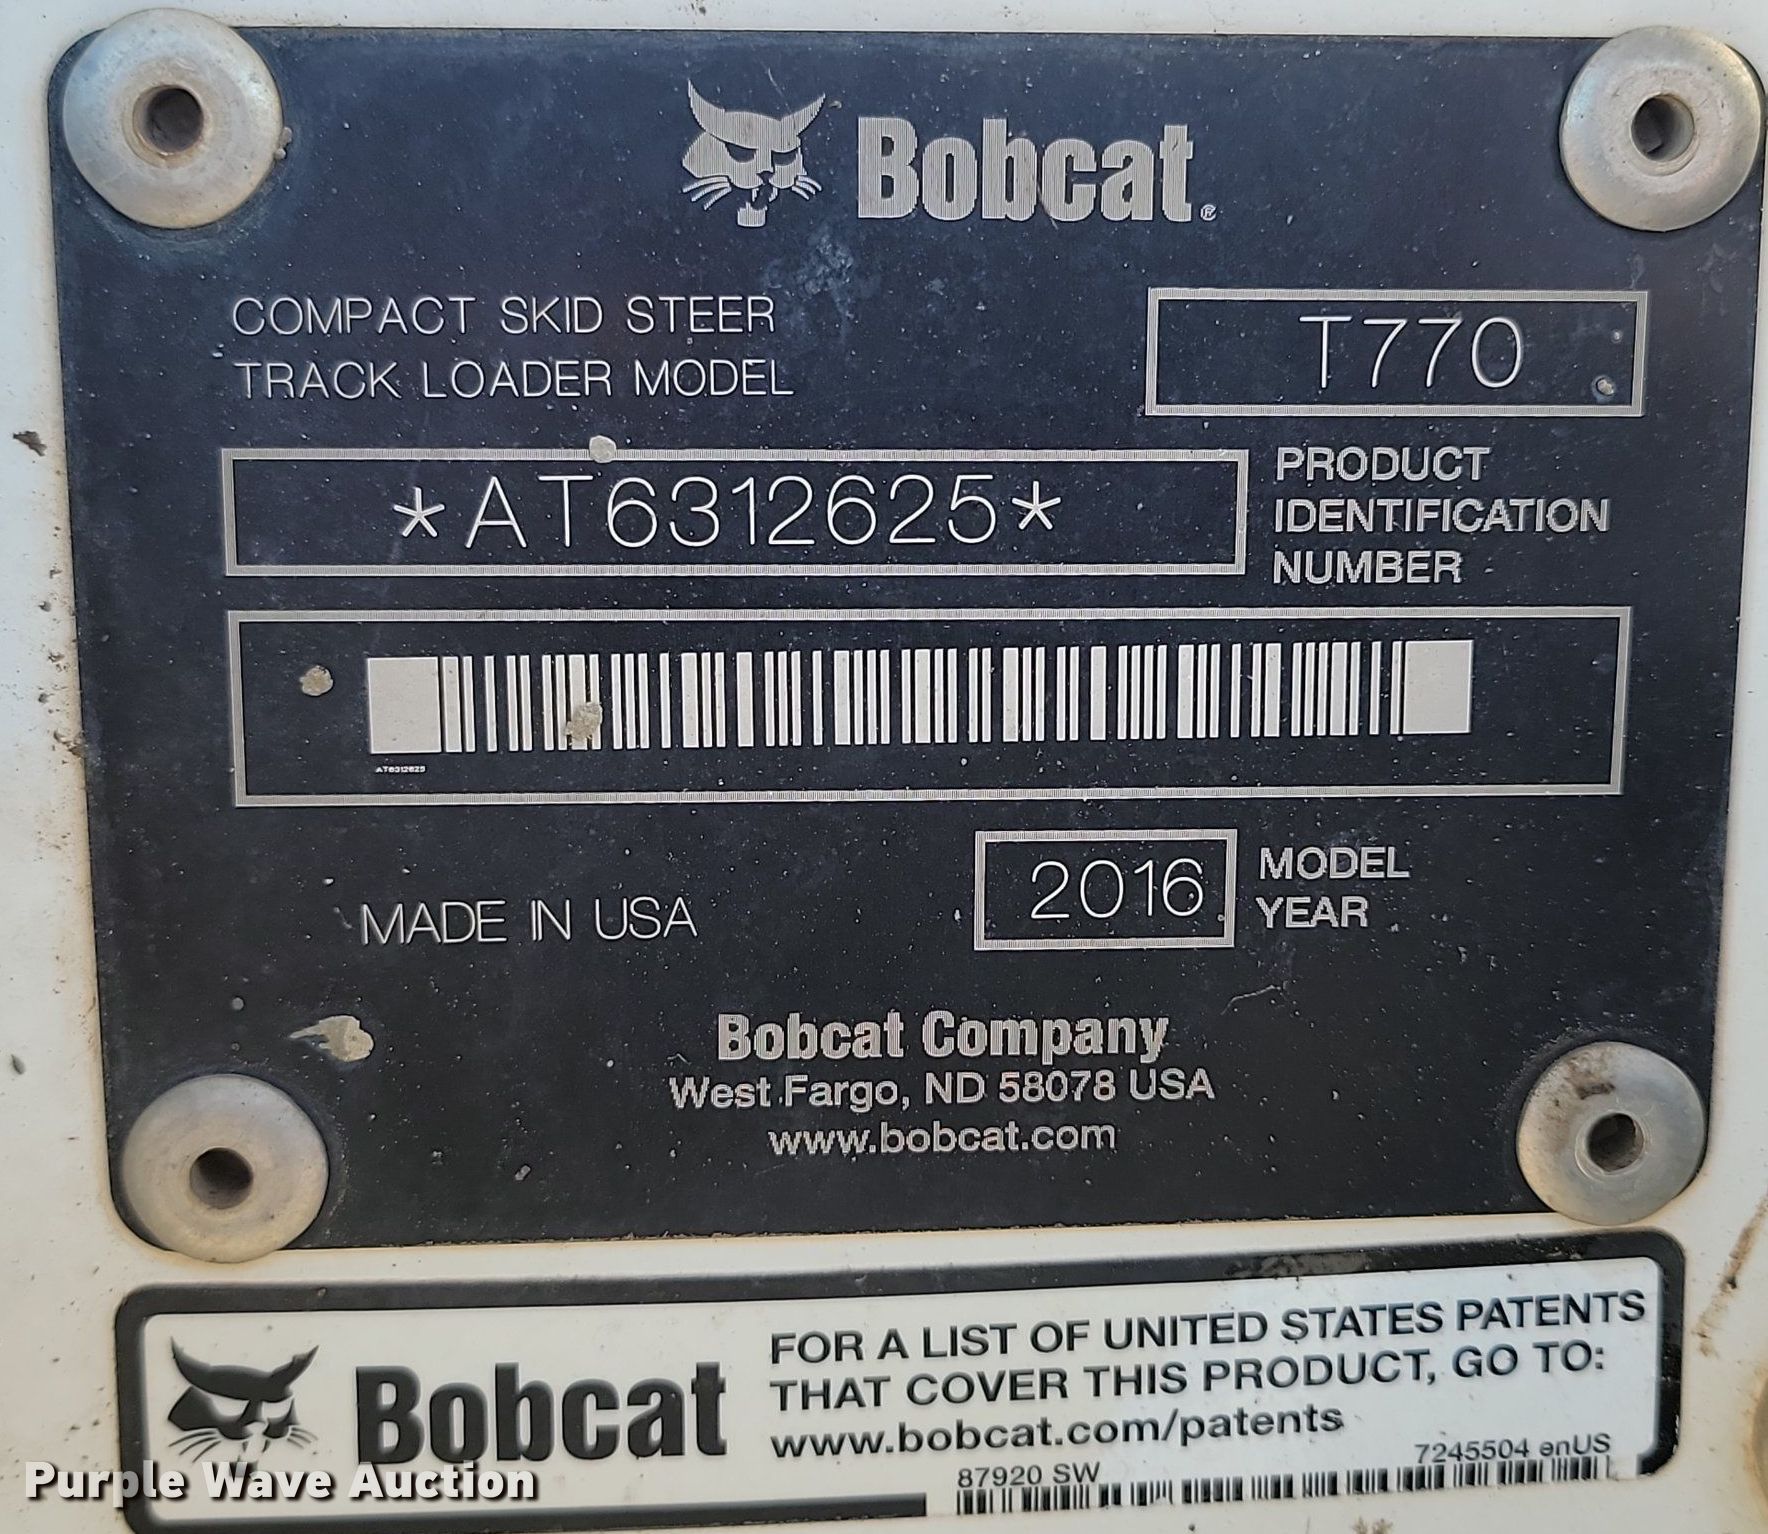 Bobcat®
COMPACT SKID STEER
TRACK LOADER MODEL
T770
*AT6312625*
PRODUCT
IDENTIFICATION
NUMBER
AT6312625
MADE IN USA
2016
MODEL
YEAR
Bobcat Company
West Fargo, ND 58078 USA
www.bobcat.com
Bobcat
FOR A LIST OF UNITED STATES PATENTS
THAT COVER THIS PRODUCT, GO TO:
www.bobcat.com/patents
87920 SW
7245504 enUS
Purple Wave Auction